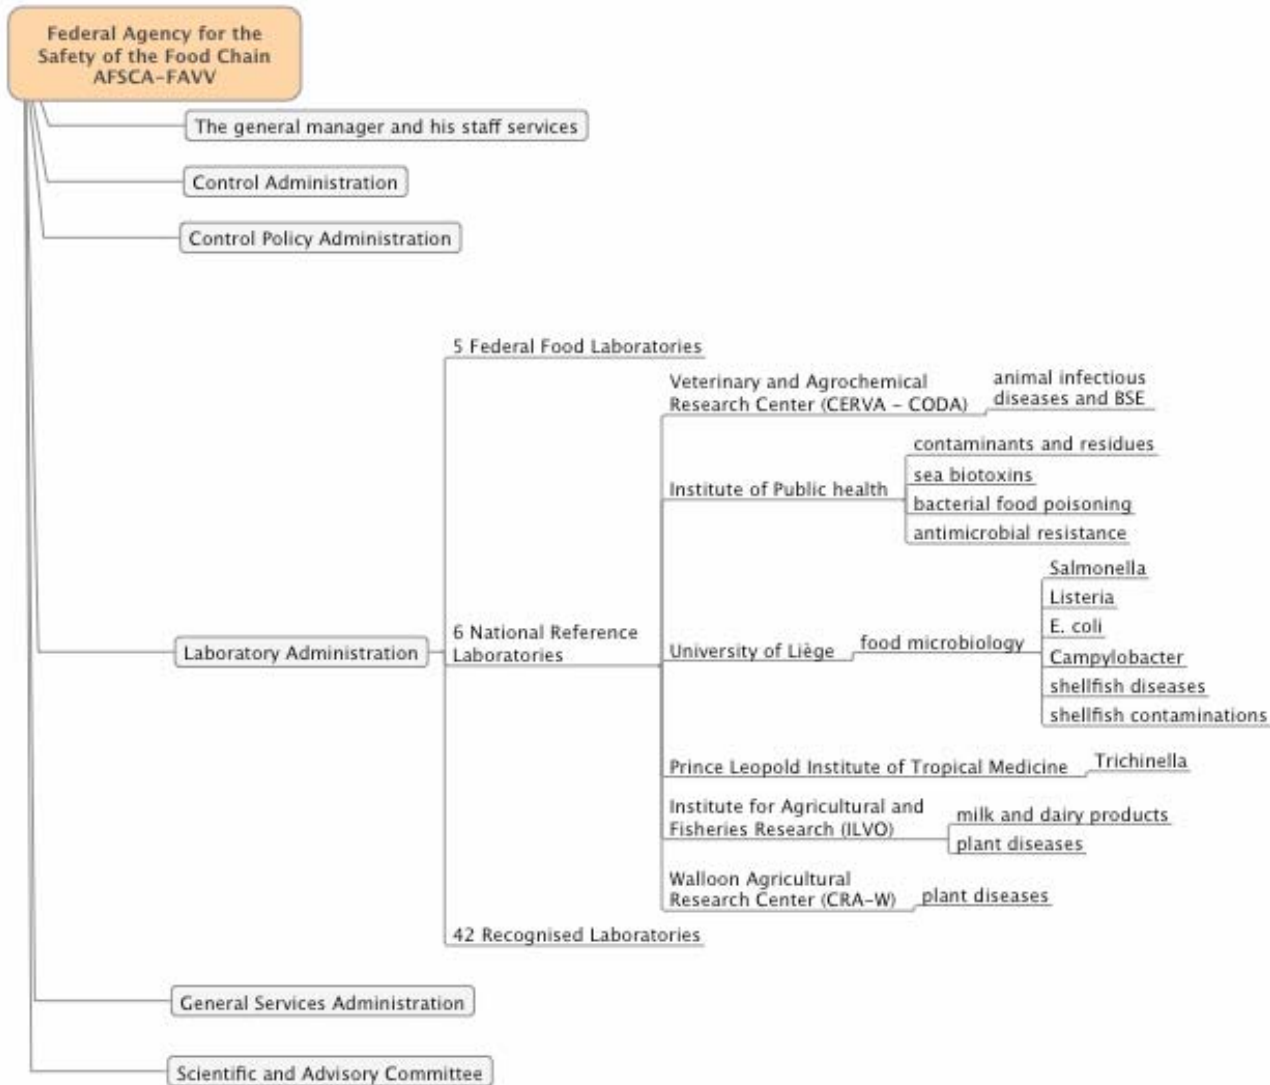 Federal Agency for the
Safety of the Food Chain
AFSCA-FAVV
The general manager and his staff services
Control Administration
Control Policy Administration
Laboratory Administration
5 Federal Food Laboratories
6 National Reference
Laboratories
Veterinary and Agrochemical
Research Center (CERVA - CODA)
animal infectious
diseases and BSE
Institute of Public health
contaminants and residues
sea biotoxins
bacterial food poisoning
antimicrobial resistance
University of Liège
food microbiology
Salmonella
Listeria
E. coli
Campylobacter
shellfish diseases
shellfish contaminations
Prince Leopold Institute of Tropical Medicine
Trichinella
Institute for Agricultural and
Fisheries Research (ILVO)
milk and dairy products
plant diseases
Walloon Agricultural
Research Center (CRA-W)
plant diseases
42 Recognised Laboratories
General Services Administration
Scientific and Advisory Committee